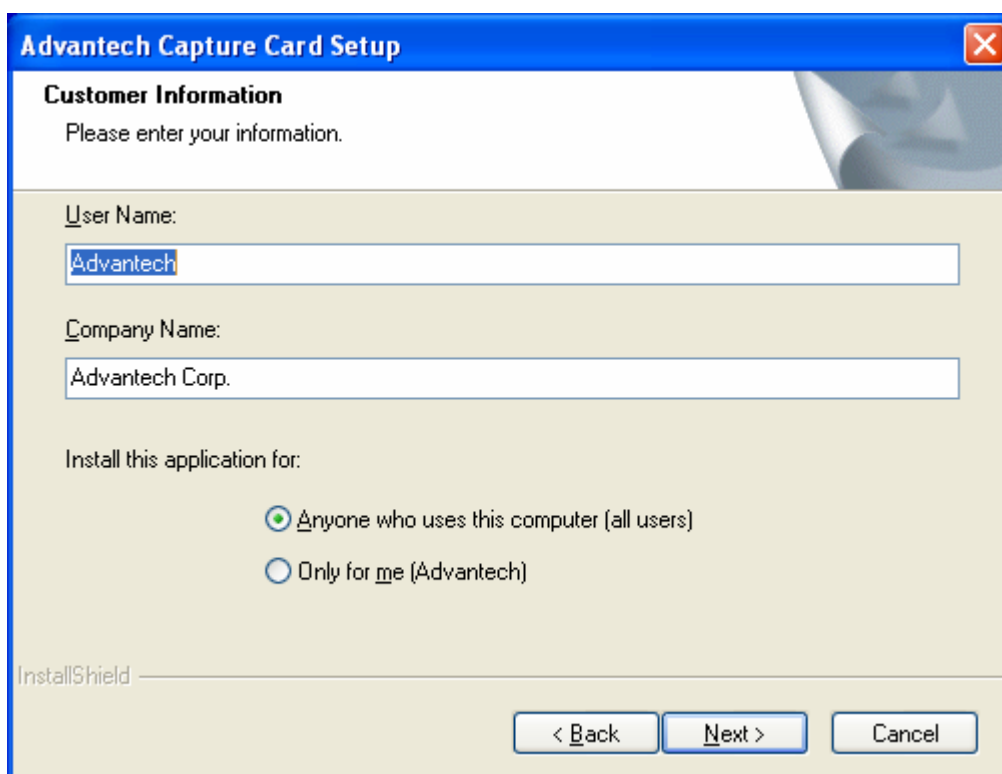 Advantech Capture Card Setup
Customer Information
Please enter your information.
User Name:
Advantech
Company Name:
Advantech Corp.
Install this application for:
Anyone who uses this computer (all users)
Only for me (Advantech)
InstallShield
< Back Next > Cancel